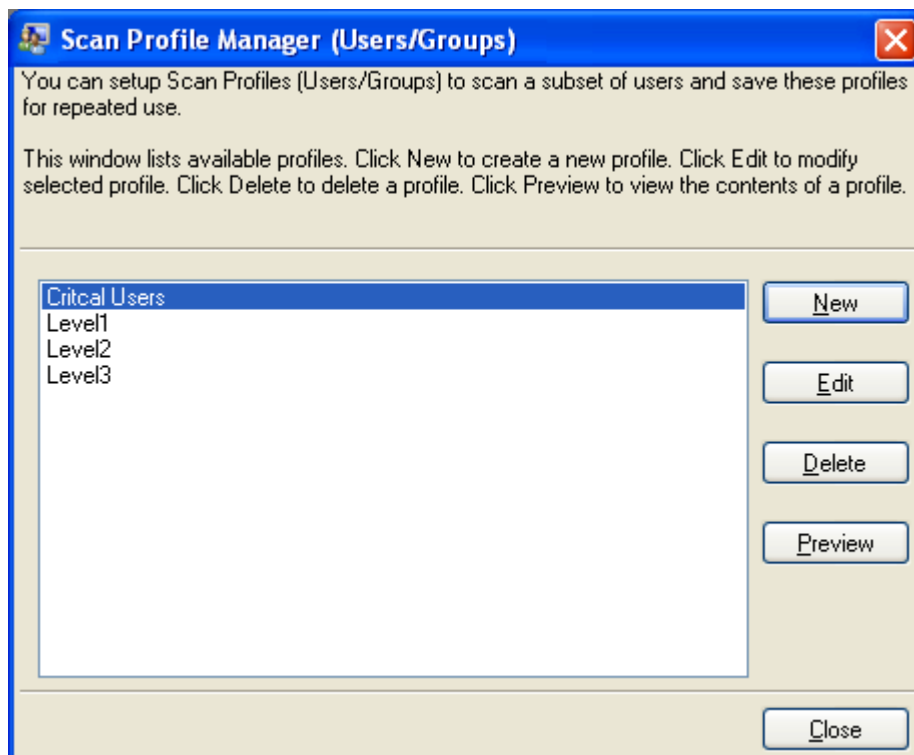 Scan Profile Manager (Users/Groups)
You can setup Scan Profiles (Users/Groups) to scan a subset of users and save these profiles
for repeated use.
This window lists available profiles. Click New to create a new profile. Click Edit to modify
selected profile. Click Delete to delete a profile. Click Preview to view the contents of a profile.
Critcal Users
Level1
Level2
Level3
New
Edit
Delete
Preview
Close